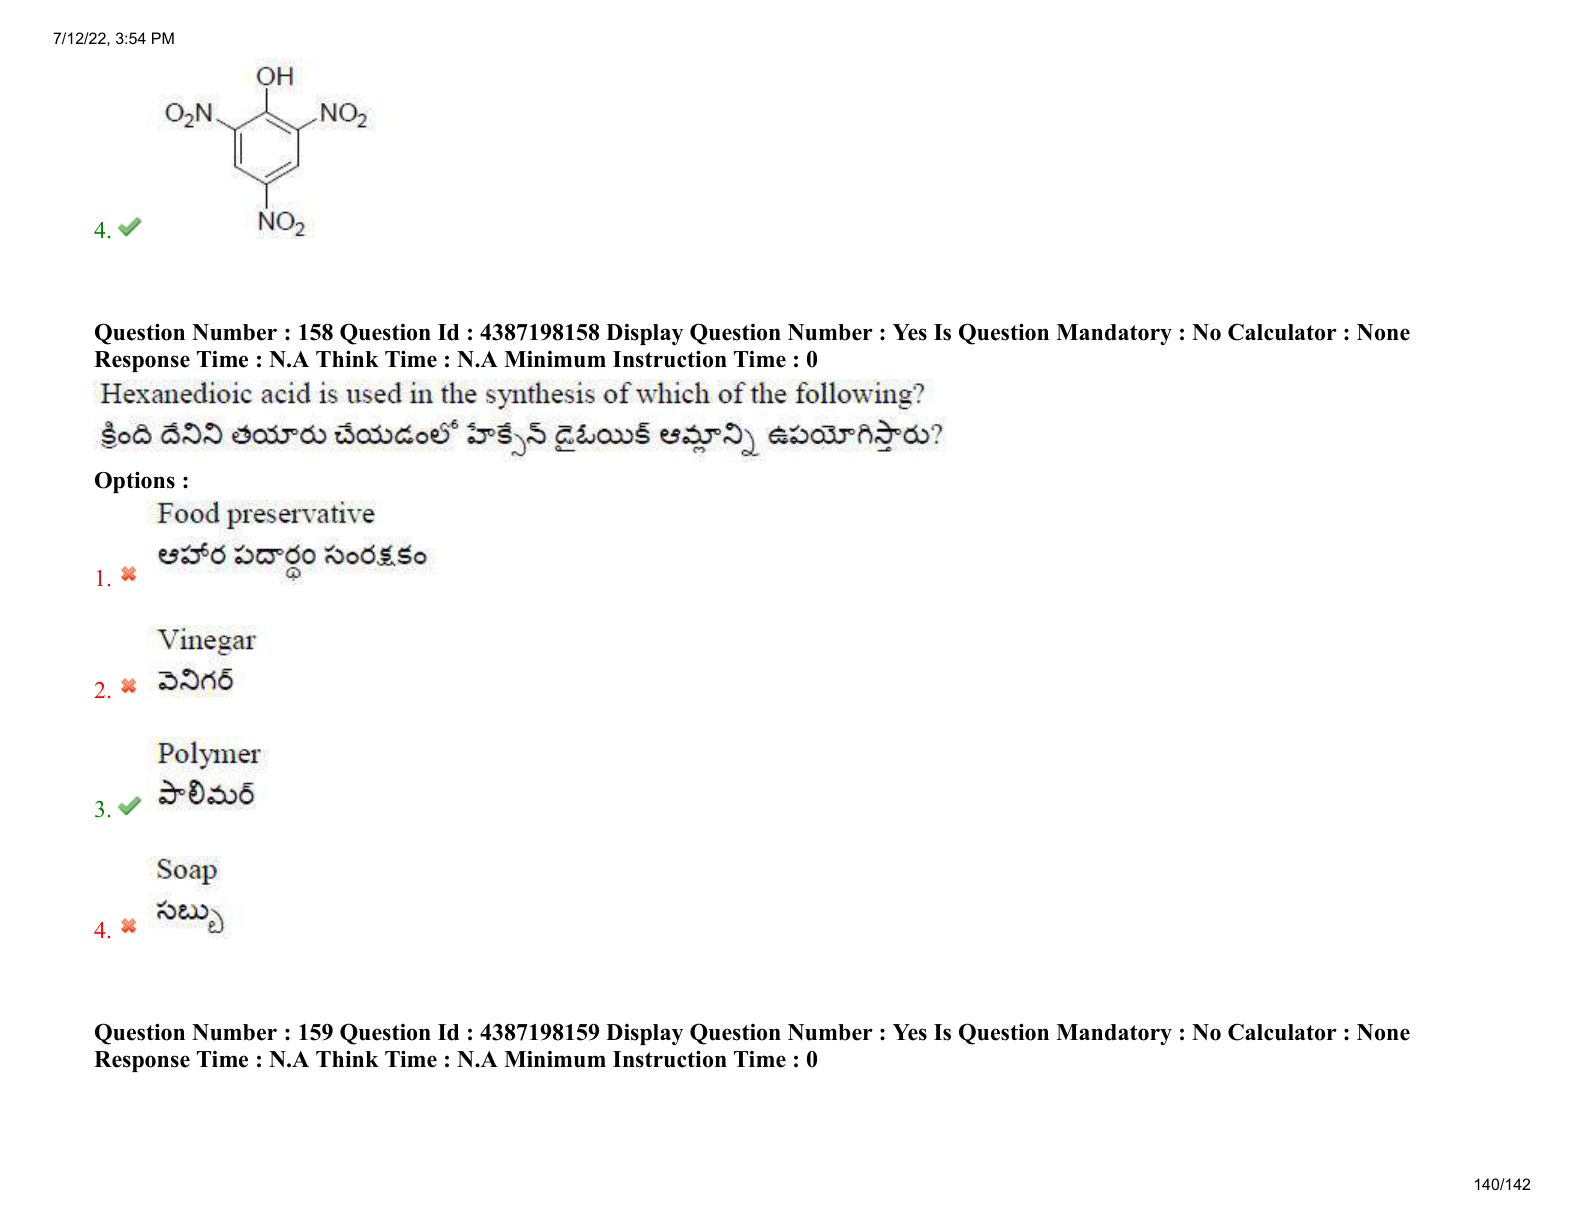 7/12/22, 3:54 PM
OH
O2N NO2
NO2
4.
Question Number : 158 Question Id : 4387198158 Display Question Number : Yes Is Question Mandatory : No Calculator : None
Response Time : N.A Think Time : N.A Minimum Instruction Time : 0
Hexanedioic acid is used in the synthesis of which of the following?
క్రింది దేనిని తయారు చేయడంలో హేక్సేన్ డైఓయిక్ ఆమ్లాన్ని ఉపయోగిస్తారు?
Options :
Food preservative
ఆహార పదార్థం సంరక్షకం
1.
Vinegar
వెనిగర్
2.
Polymer
పాలిమర్
3.
Soap
సబ్బు
4.
Question Number : 159 Question Id : 4387198159 Display Question Number : Yes Is Question Mandatory : No Calculator : None
Response Time : N.A Think Time : N.A Minimum Instruction Time : 0
140/142